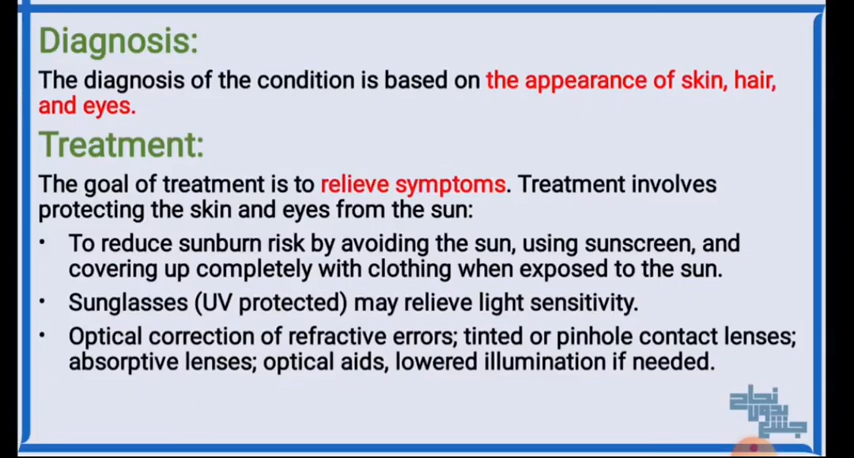 Diagnosis:
The diagnosis of the condition is based on the appearance of skin, hair,
and eyes.
Treatment:
The goal of treatment is to relieve symptoms. Treatment involves
protecting the skin and eyes from the sun:
• To reduce sunburn risk by avoiding the sun, using sunscreen, and
covering up completely with clothing when exposed to the sun.
• Sunglasses (UV protected) may relieve light sensitivity.
• Optical correction of refractive errors; tinted or pinhole contact lenses;
absorptive lenses; optical aids, lowered illumination if needed.
نجاح
بدون
جشع